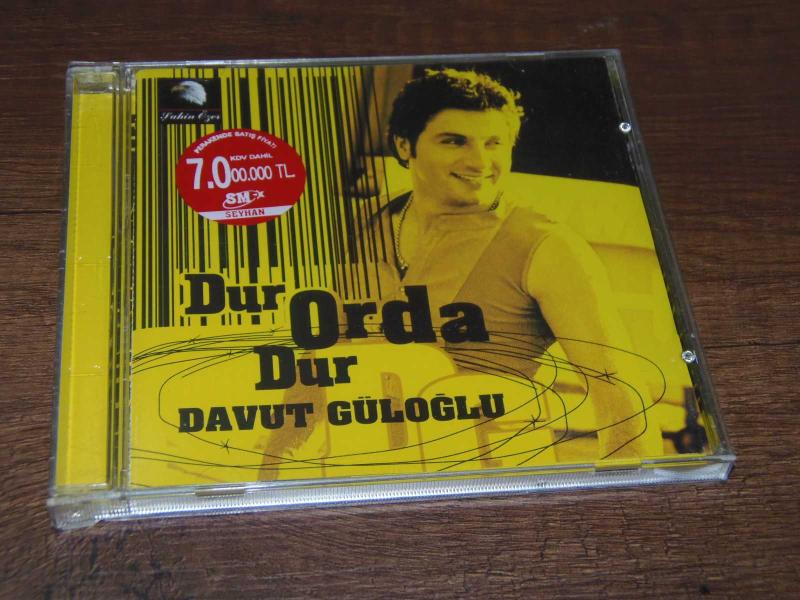 Şahin Özer
PERAKENDE SATIŞ FİYATI
KDV DAHİL
7.000.000 TL.
SM
SEYHAN
Dur Orda
Dur
DAVUT GÜLOĞLU